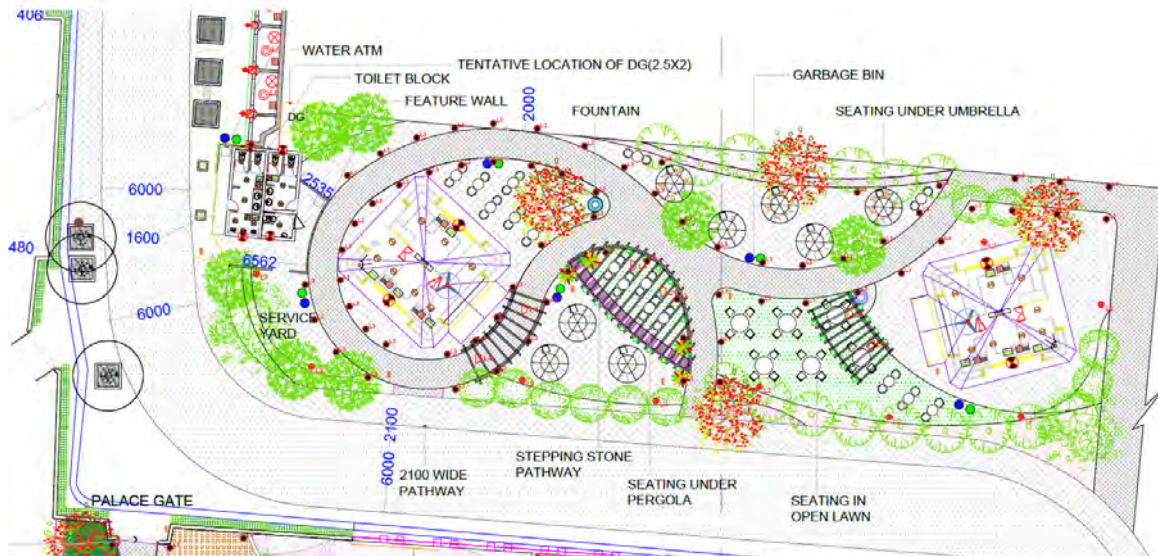 406
WATER ATM
TENTATIVE LOCATION OF DG(2.5X2)
TOILET BLOCK
GARBAGE BIN
FEATURE WALL
FOUNTAIN
SEATING UNDER UMBRELLA
2000
DG
6000
2535
1600
480
6562
6000
SERVICE
YARD
2100
6000
2100 WIDE
PATHWAY
STEPPING STONE
PATHWAY
SEATING UNDER
PERGOLA
SEATING IN
OPEN LAWN
PALACE GATE